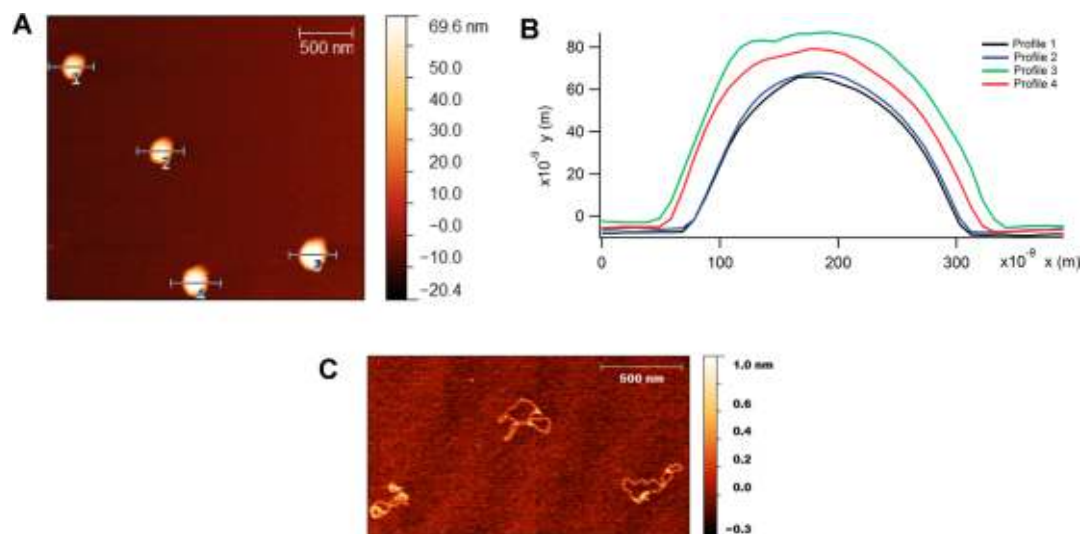 A
500 nm
1
2
3
4
69.6 nm
50.0
40.0
30.0
20.0
10.0
-0.0
-10.0
-20.4
B
80
60
40
20
0
x10⁻⁹ y (m)
0
100
200
300
x10⁻⁹ x (m)
Profile 1
Profile 2
Profile 3
Profile 4
C
500 nm
1.0 nm
0.6
0.4
0.2
0.0
-0.3